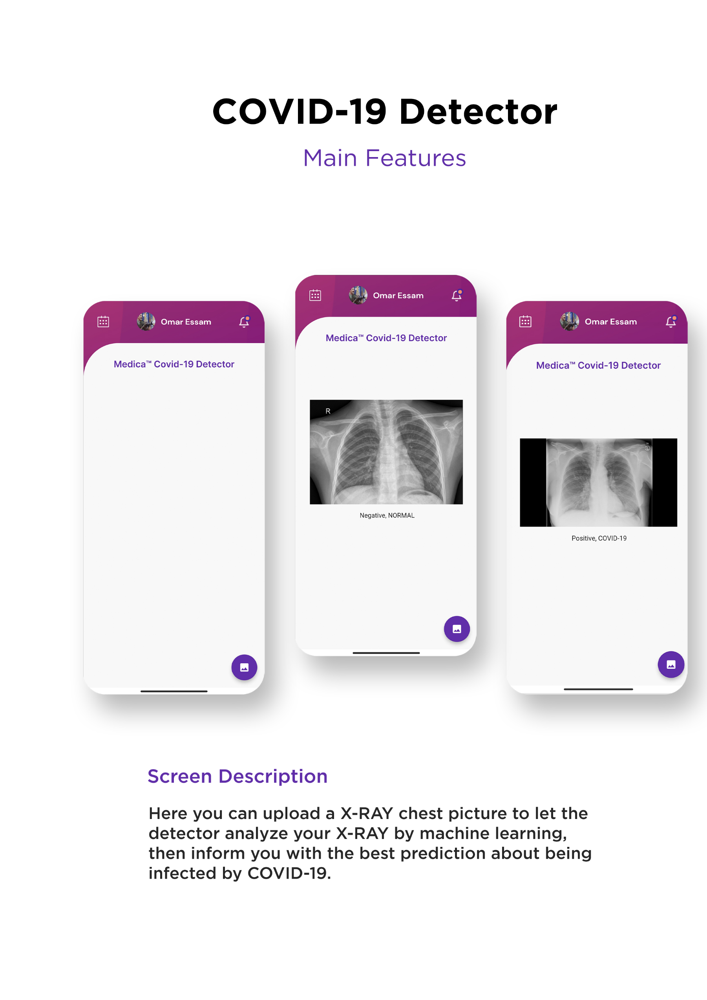 COVID-19 Detector
Main Features
Omar Essam
Medica™ Covid-19 Detector
Omar Essam
Medica™ Covid-19 Detector
R
Negative, NORMAL
Omar Essam
Medica™ Covid-19 Detector
29
L
Positive, COVID-19
Screen Description
Here you can upload a X-RAY chest picture to let the
detector analyze your X-RAY by machine learning,
then inform you with the best prediction about being
infected by COVID-19.